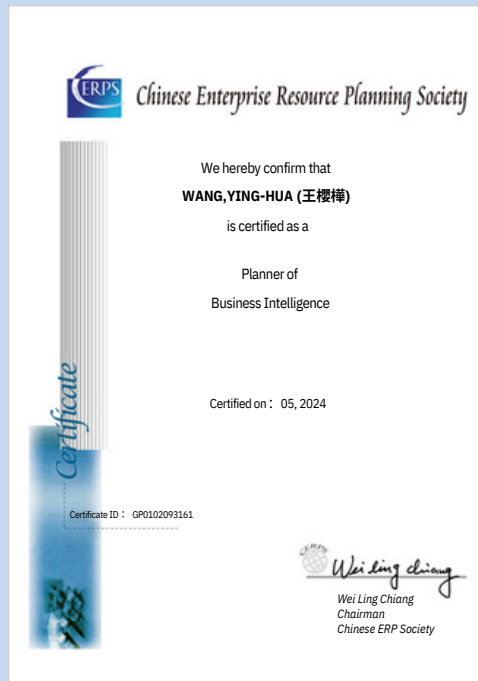 ERPS
Chinese Enterprise Resource Planning Society
We hereby confirm that
WANG,YING-HUA (王櫻樺)
is certified as a
Planner of
Business Intelligence
Certified on： 05, 2024
Certificate
Certificate ID： GP0102093161
CERPS
Wei ling chiang
Wei Ling Chiang
Chairman
Chinese ERP Society